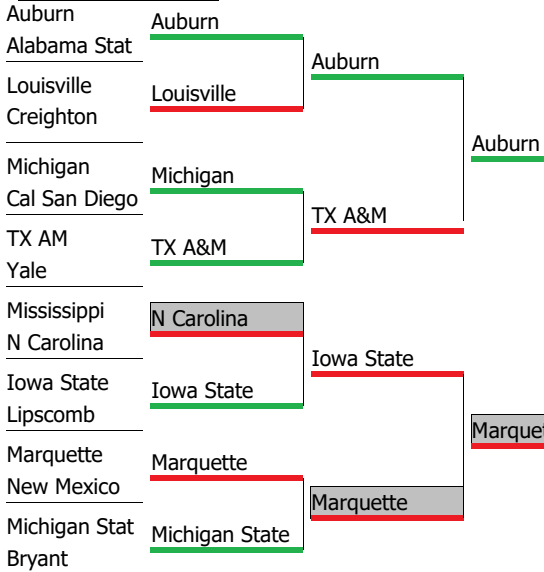 Auburn
Alabama Stat
Louisville
Creighton
Michigan
Cal San Diego
TX AM
Yale
Mississippi
N Carolina
Iowa State
Lipscomb
Marquette
New Mexico
Michigan Stat
Bryant
Auburn
Louisville
Michigan
TX A&M
N Carolina
Iowa State
Marquette
Michigan State
Auburn
TX A&M
Iowa State
Marquette
Auburn
Marquet